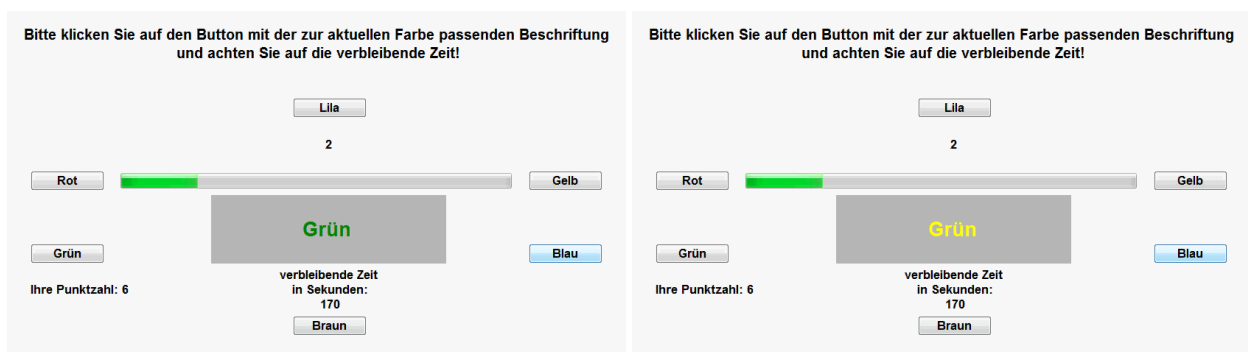 Bitte klicken Sie auf den Button mit der zur aktuellen Farbe passenden Beschriftung
und achten Sie auf die verbleibende Zeit!
Lila
2
Rot
Gelb
Grün
Grün
Blau
verbleibende Zeit
in Sekunden:
170
Ihre Punktzahl: 6
Braun
Bitte klicken Sie auf den Button mit der zur aktuellen Farbe passenden Beschriftung
und achten Sie auf die verbleibende Zeit!
Lila
2
Rot
Gelb
Grün
Grün
Blau
verbleibende Zeit
in Sekunden:
170
Ihre Punktzahl: 6
Braun